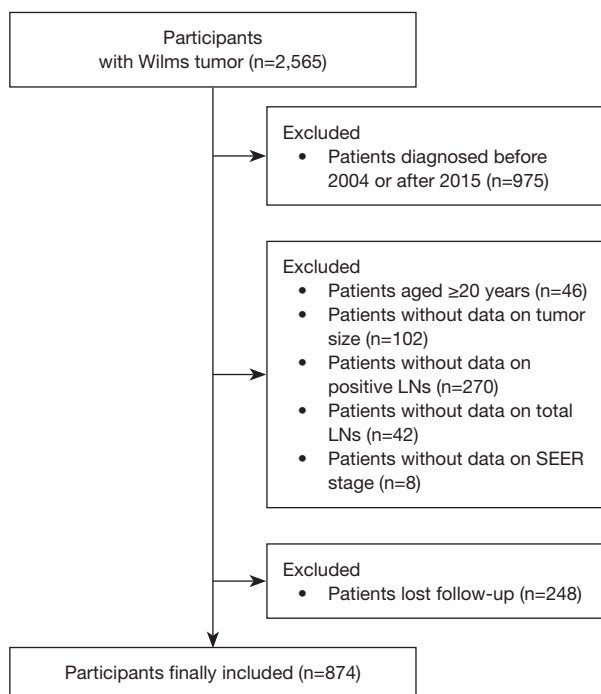 Participants
with Wilms tumor (n=2,565)
Excluded
• Patients diagnosed before
2004 or after 2015 (n=975)
Excluded
• Patients aged ≥20 years (n=46)
• Patients without data on tumor
size (n=102)
• Patients without data on
positive LNs (n=270)
• Patients without data on total
LNs (n=42)
• Patients without data on SEER
stage (n=8)
Excluded
• Patients lost follow-up (n=248)
Participants finally included (n=874)